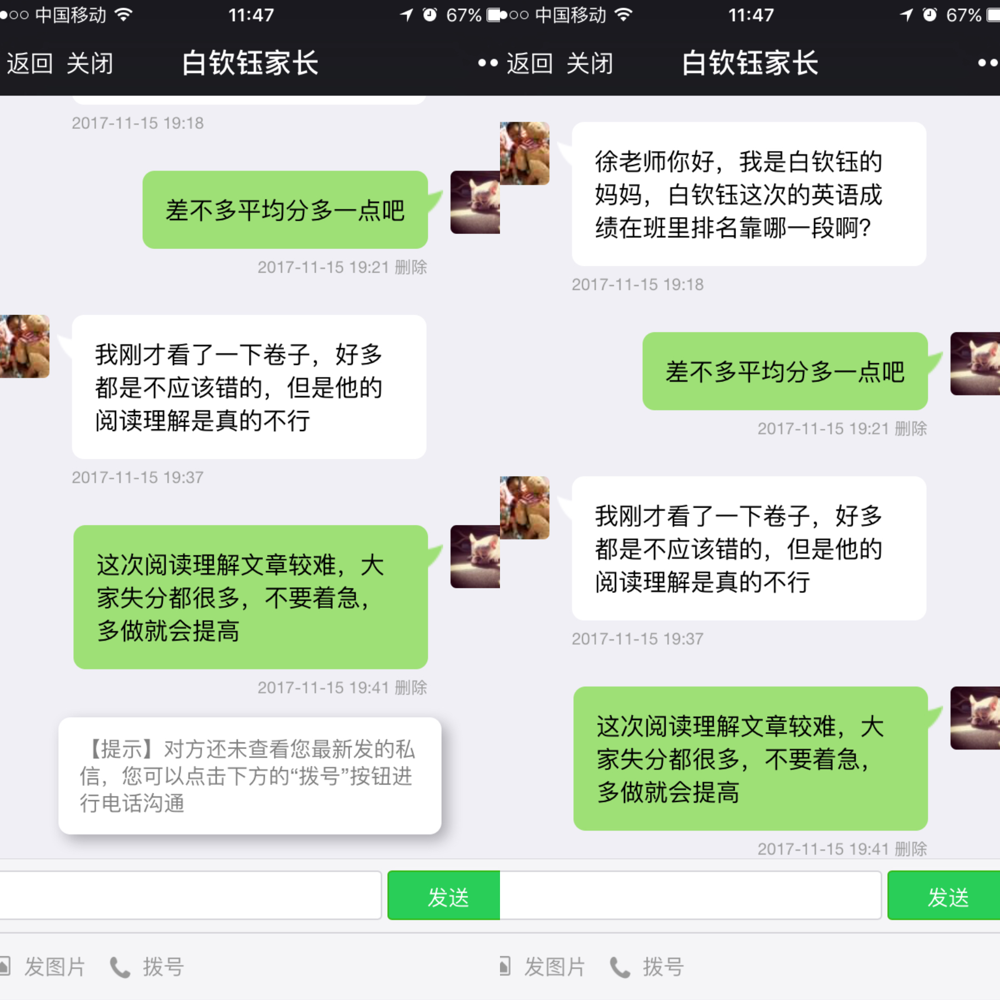 中国移动 11:47 67%
返回 关闭 白钦钰家长
2017-11-15 19:18
差不多平均分多一点吧
2017-11-15 19:21 删除
我刚才看了一下卷子，好多
都是不应该错的，但是他的
阅读理解是真的不行
2017-11-15 19:37
这次阅读理解文章较难，大
家失分都很多，不要着急，
多做就会提高
2017-11-15 19:41 删除
【提示】对方还未查看您最新发的私
信，您可以点击下方的“拨号”按钮进
行电话沟通
发送
发图片 拨号
中国移动 11:47 67%
返回 关闭 白钦钰家长
徐老师你好，我是白钦钰的
妈妈，白钦钰这次的英语成
绩在班里排名靠哪一段啊？
2017-11-15 19:18
差不多平均分多一点吧
2017-11-15 19:21 删除
我刚才看了一下卷子，好多
都是不应该错的，但是他的
阅读理解是真的不行
2017-11-15 19:37
这次阅读理解文章较难，大
家失分都很多，不要着急，
多做就会提高
2017-11-15 19:41 删除
发送
发图片 拨号